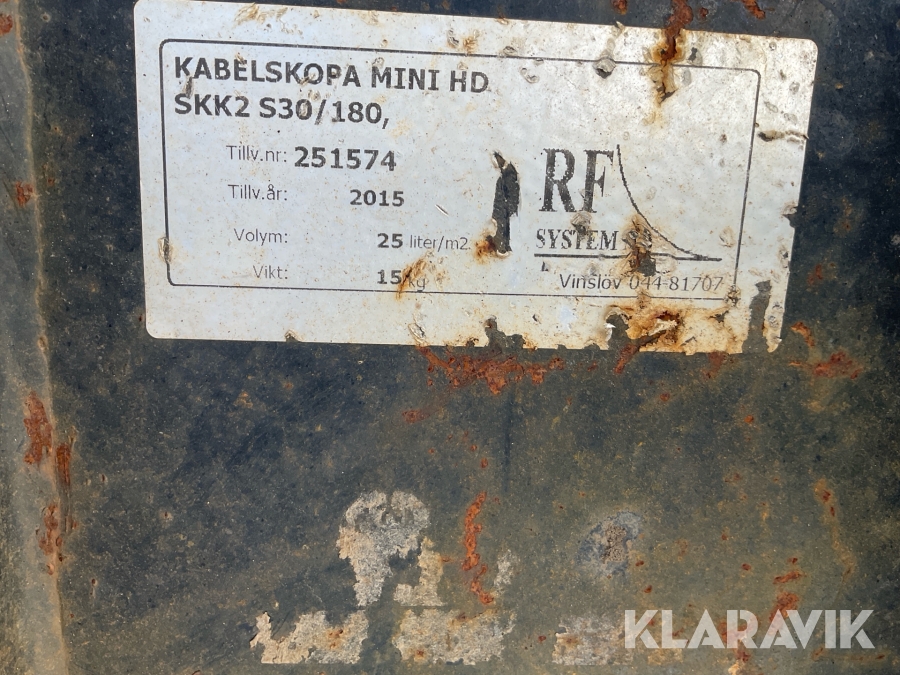 KABELSKOPA MINI HD
SKK2 S30/180,
Tillv.nr: 251574
Tillv.år: 2015
Volym: 25 liter/m2
Vikt: 15 kg
RF
SYSTEM
Vinslöv 044-81707
KLARAVIK